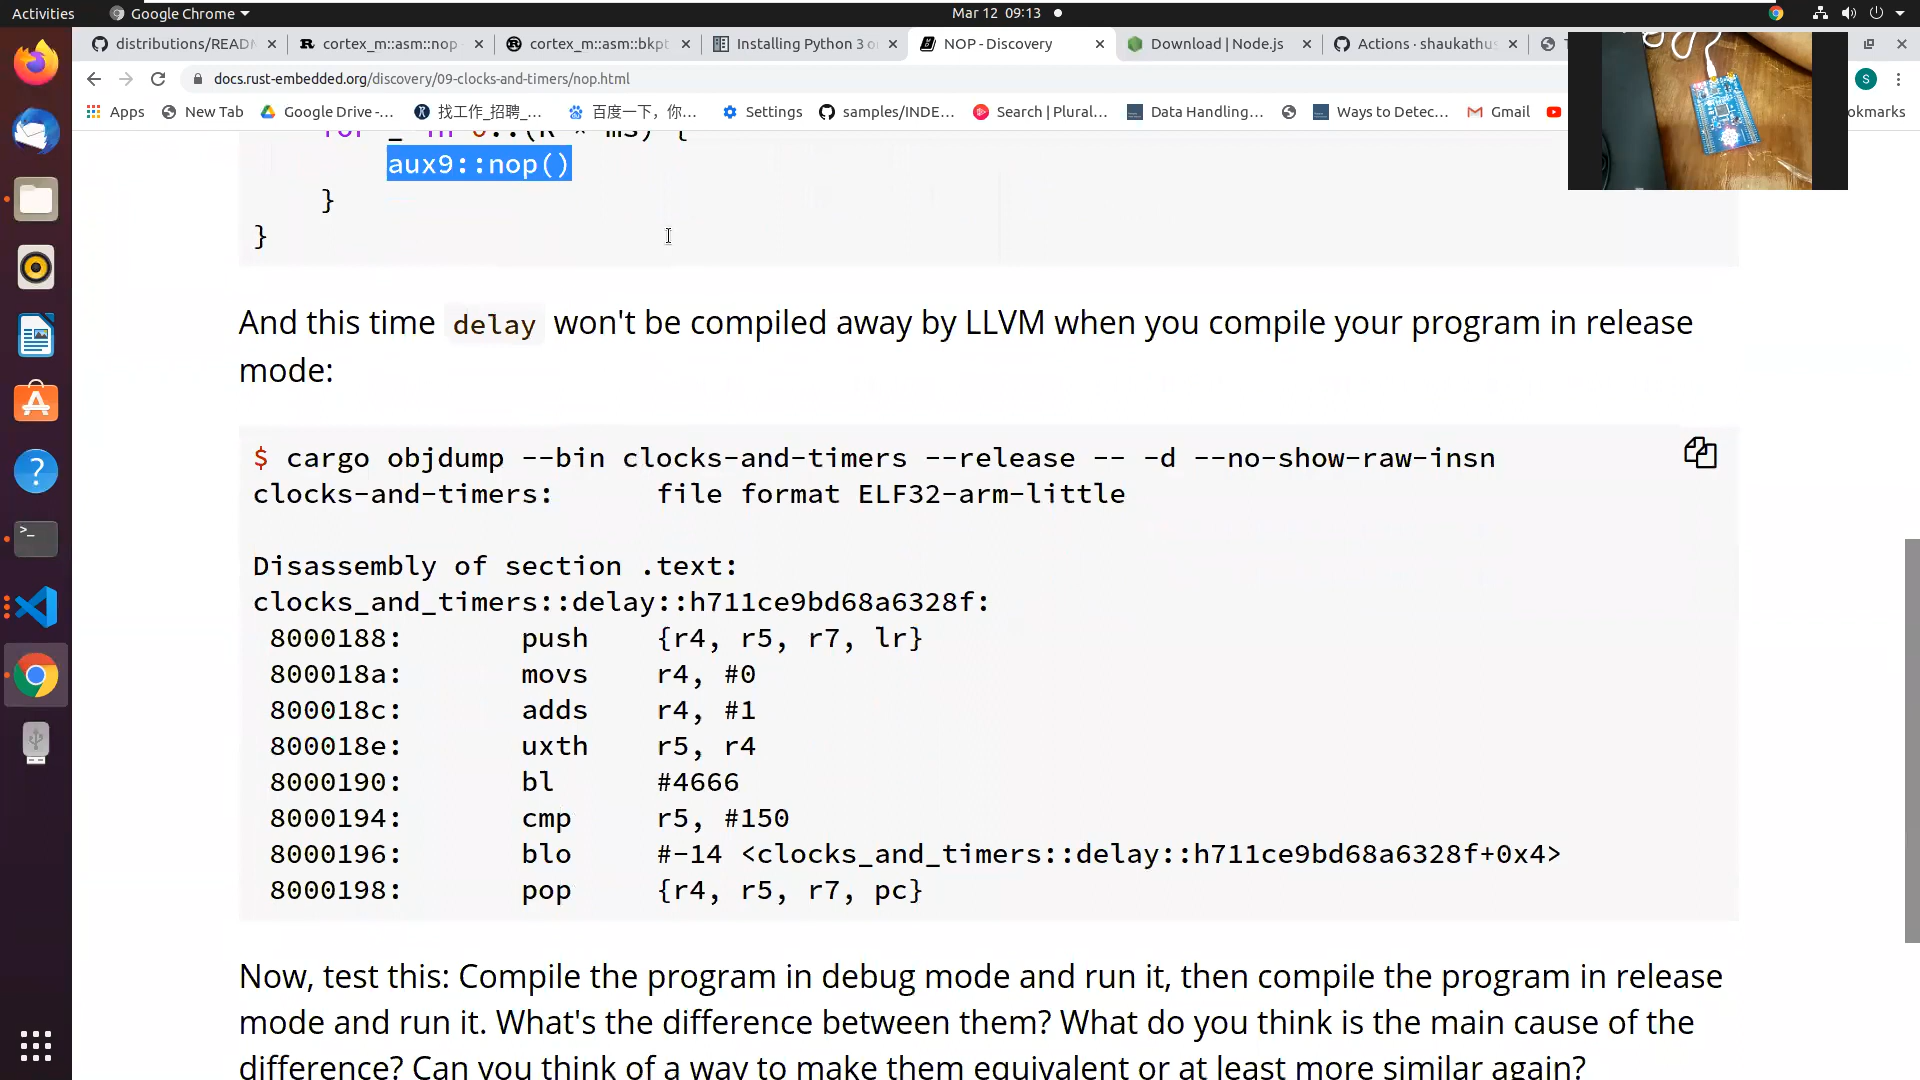 Activities
Google Chrome
Mar 12 09:13
distributions/READM
cortex_m::asm::nop
cortex_m::asm::bkpt
Installing Python 3 o
NOP - Discovery
Download | Node.js
Actions · shaukathus
docs.rust-embedded.org/discovery/09-clocks-and-timers/nop.html
S
Apps
New Tab
Google Drive -...
找工作_招聘_...
百度一下，你...
Settings
samples/INDE...
Search | Plural...
Data Handling...
Ways to Detec...
Gmail
ookmarks
for _ in 0..(K * ms) {
aux9::nop()
}
}
And this time delay won't be compiled away by LLVM when you compile your program in release
mode:
$ cargo objdump --bin clocks-and-timers --release -- -d --no-show-raw-insn
clocks-and-timers: file format ELF32-arm-little
Disassembly of section .text:
clocks_and_timers::delay::h711ce9bd68a6328f:
8000188: push {r4, r5, r7, lr}
800018a: movs r4, #0
800018c: adds r4, #1
800018e: uxth r5, r4
8000190: bl #4666
8000194: cmp r5, #150
8000196: blo #-14 <clocks_and_timers::delay::h711ce9bd68a6328f+0x4>
8000198: pop {r4, r5, r7, pc}
Now, test this: Compile the program in debug mode and run it, then compile the program in release
mode and run it. What's the difference between them? What do you think is the main cause of the
difference? Can you think of a way to make them equivalent or at least more similar again?